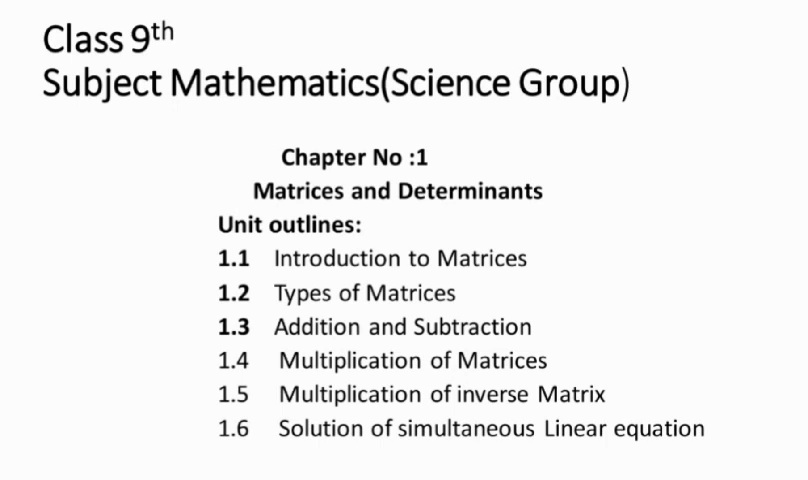 Class 9th
Subject Mathematics(Science Group)
Chapter No :1
Matrices and Determinants
Unit outlines:
1.1 Introduction to Matrices
1.2 Types of Matrices
1.3 Addition and Subtraction
1.4 Multiplication of Matrices
1.5 Multiplication of inverse Matrix
1.6 Solution of simultaneous Linear equation